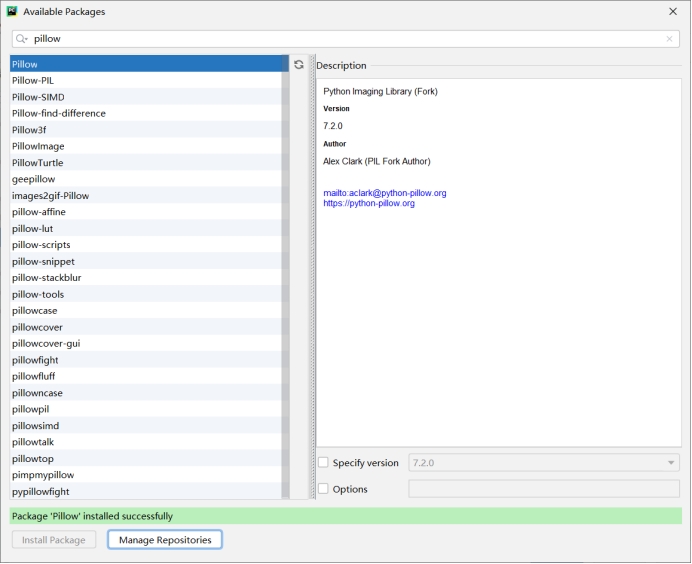 PC
Available Packages
pillow
Pillow
Pillow-PIL
Pillow-SIMD
Pillow-find-difference
Pillow3f
PillowImage
PillowTurtle
geepillow
images2gif-Pillow
pillow-affine
pillow-lut
pillow-scripts
pillow-snippet
pillow-stackblur
pillow-tools
pillowcase
pillowcover
pillowcover-gui
pillowfight
pillowfluff
pillowncase
pillowpil
pillowsimd
pillowtalk
pillowtop
pimpmypillow
pypillowfight
Description
Python Imaging Library (Fork)
Version
7.2.0
Author
Alex Clark (PIL Fork Author)
mailto:aclark@python-pillow.org
https://python-pillow.org
Specify version 7.2.0
Options
Package 'Pillow' installed successfully
Install Package Manage Repositories